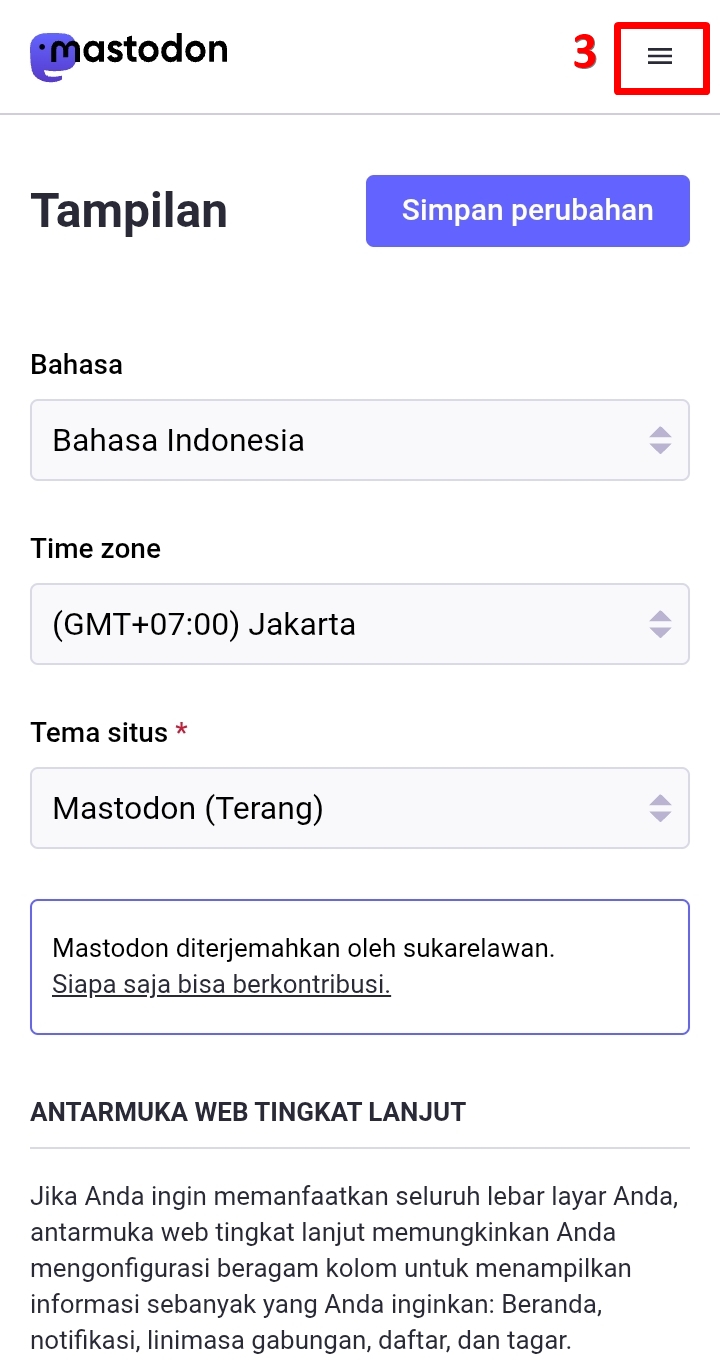 mastodon
3
Tampilan
Simpan perubahan
Bahasa
Bahasa Indonesia
Time zone
(GMT+07:00) Jakarta
Tema situs *
Mastodon (Terang)
Mastodon diterjemahkan oleh sukarelawan.
Siapa saja bisa berkontribusi.
ANTARMUKA WEB TINGKAT LANJUT
Jika Anda ingin memanfaatkan seluruh lebar layar Anda,
antarmuka web tingkat lanjut memungkinkan Anda
mengonfigurasi beragam kolom untuk menampilkan
informasi sebanyak yang Anda inginkan: Beranda,
notifikasi, linimasa gabungan, daftar, dan tagar.